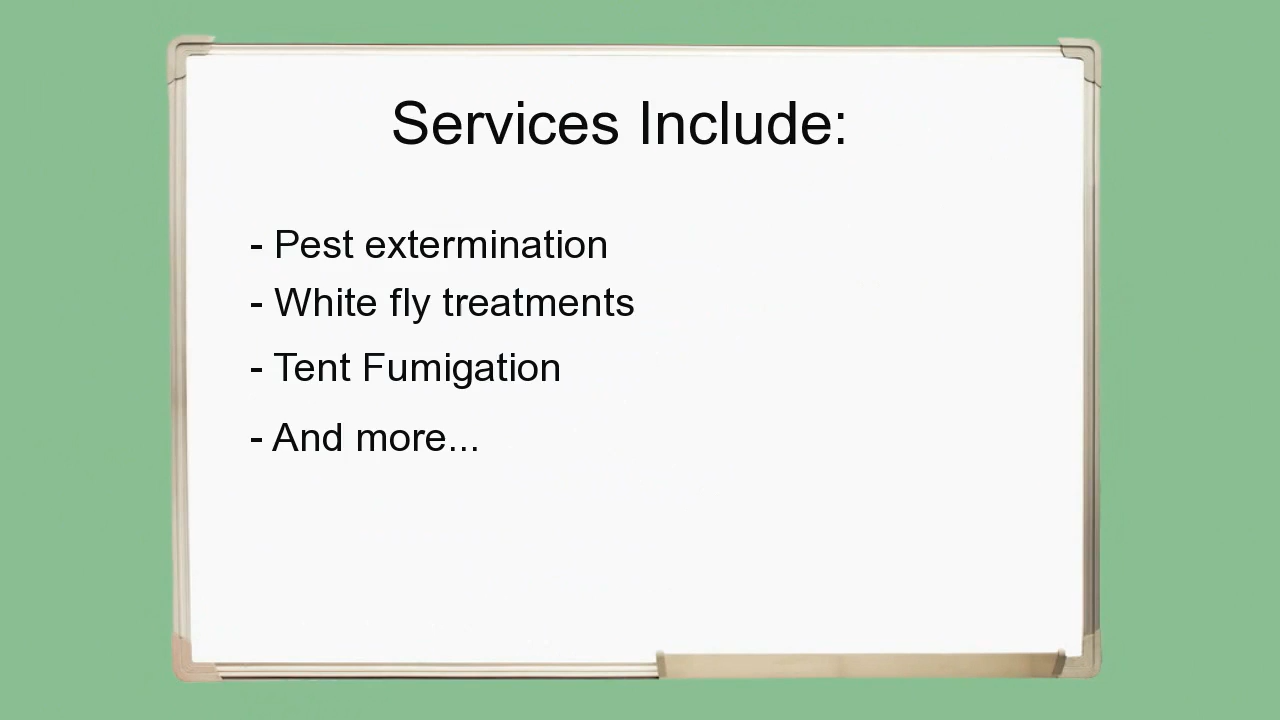 Services Include:
- Pest extermination
- White fly treatments
- Tent Fumigation
- And more...